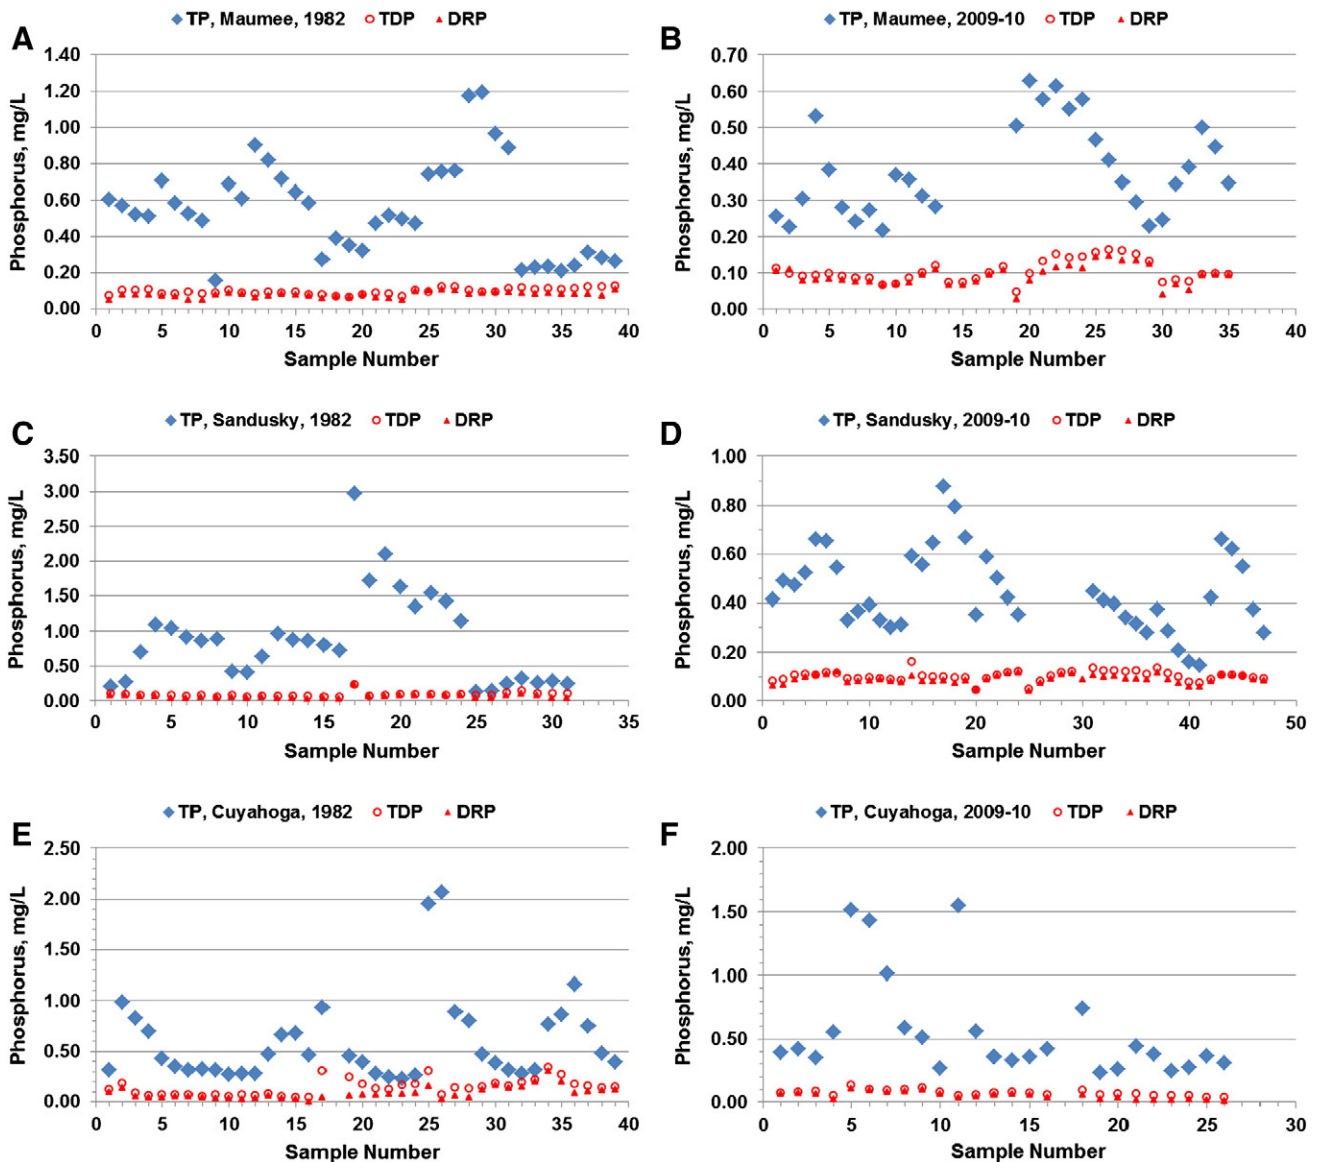 A
TP, Maumee, 1982 TDP DRP
Phosphorus, mg/L
1.40
1.20
1.00
0.80
0.60
0.40
0.20
0.00
0 5 10 15 20 25 30 35 40
Sample Number
B
TP, Maumee, 2009-10 TDP DRP
Phosphorus, mg/L
0.70
0.60
0.50
0.40
0.30
0.20
0.10
0.00
0 5 10 15 20 25 30 35 40
Sample Number
C
TP, Sandusky, 1982 TDP DRP
Phosphorus, mg/L
3.50
3.00
2.50
2.00
1.50
1.00
0.50
0.00
0 5 10 15 20 25 30 35
Sample Number
D
TP, Sandusky, 2009-10 TDP DRP
Phosphorus, mg/L
1.00
0.80
0.60
0.40
0.20
0.00
0 10 20 30 40 50
Sample Number
E
TP, Cuyahoga, 1982 TDP DRP
Phosphorus, mg/L
2.50
2.00
1.50
1.00
0.50
0.00
0 5 10 15 20 25 30 35 40
Sample Number
F
TP, Cuyahoga, 2009-10 TDP DRP
Phosphorus, mg/L
2.00
1.50
1.00
0.50
0.00
0 5 10 15 20 25 30
Sample Number